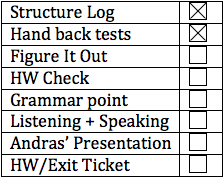 Structure Log ☒
Hand back tests ☒
Figure It Out ☐
HW Check ☐
Grammar point ☐
Listening + Speaking ☐
Andras’ Presentation ☐
HW/Exit Ticket ☐